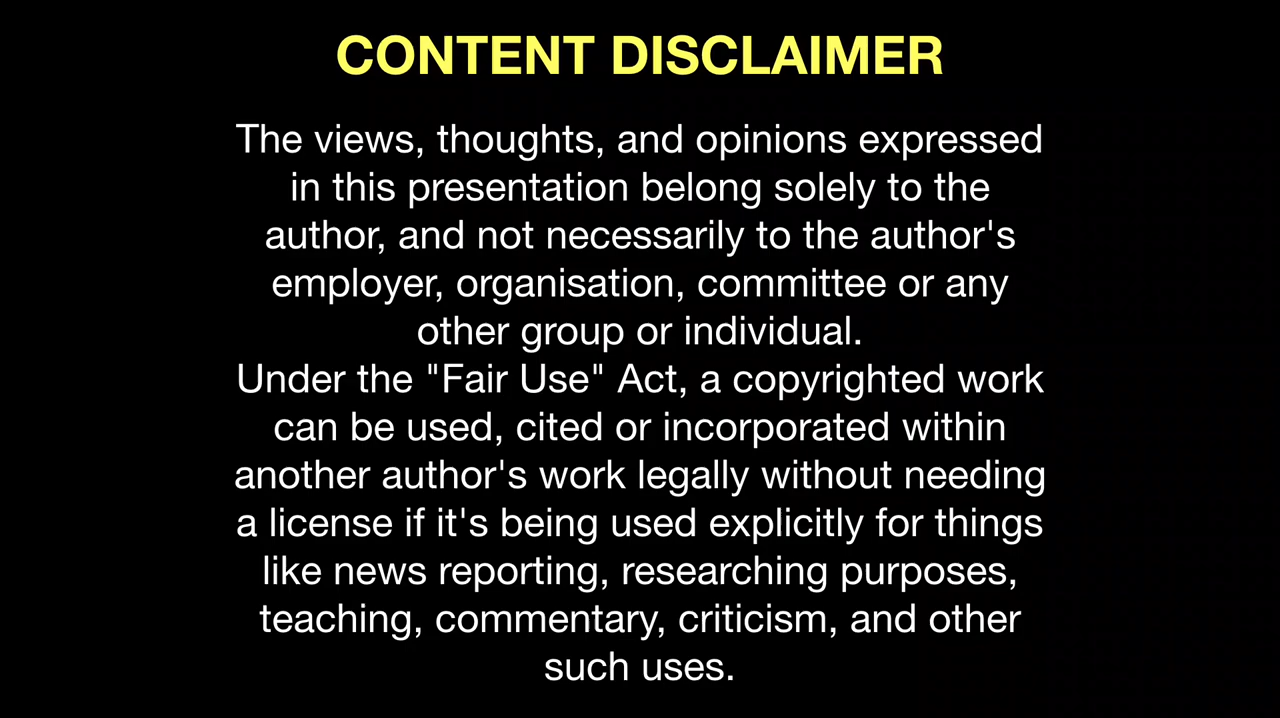 CONTENT DISCLAIMER
The views, thoughts, and opinions expressed
in this presentation belong solely to the
author, and not necessarily to the author's
employer, organisation, committee or any
other group or individual.
Under the "Fair Use" Act, a copyrighted work
can be used, cited or incorporated within
another author's work legally without needing
a license if it's being used explicitly for things
like news reporting, researching purposes,
teaching, commentary, criticism, and other
such uses.